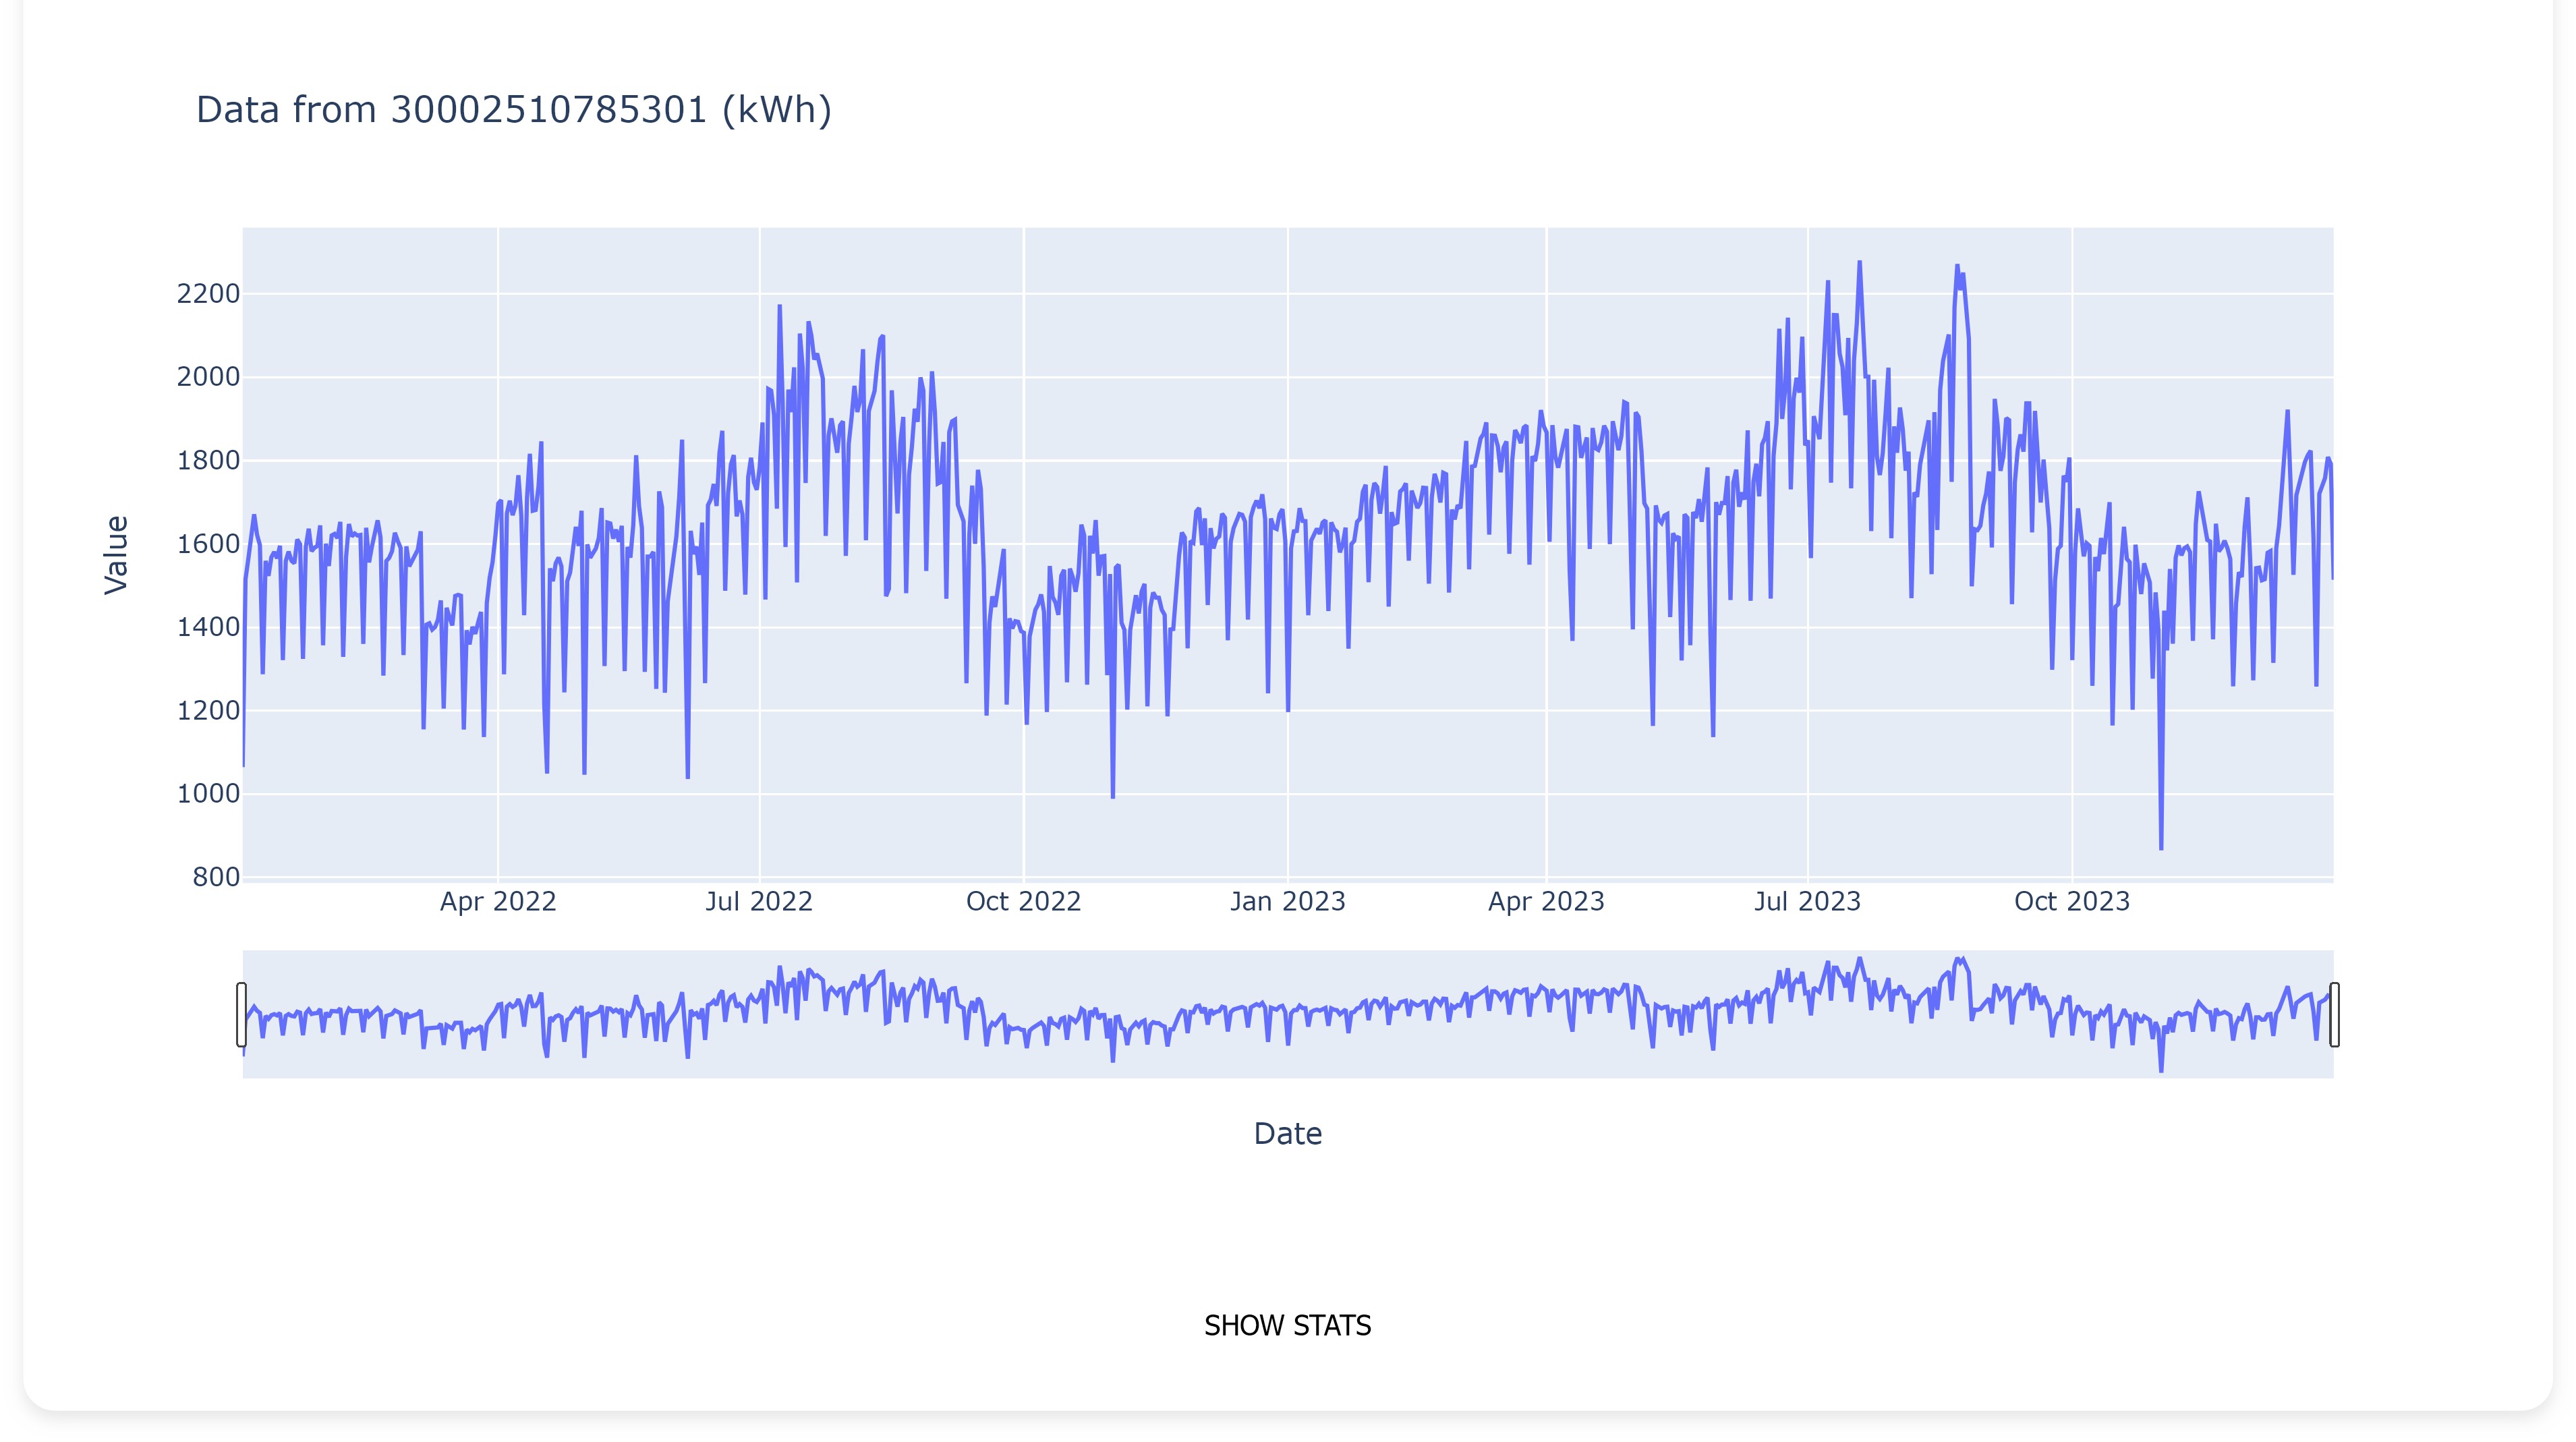 Data from 30002510785301 (kWh)
Value
2200
2000
1800
1600
1400
1200
1000
800
Apr 2022
Jul 2022
Oct 2022
Jan 2023
Apr 2023
Jul 2023
Oct 2023
Date
SHOW STATS